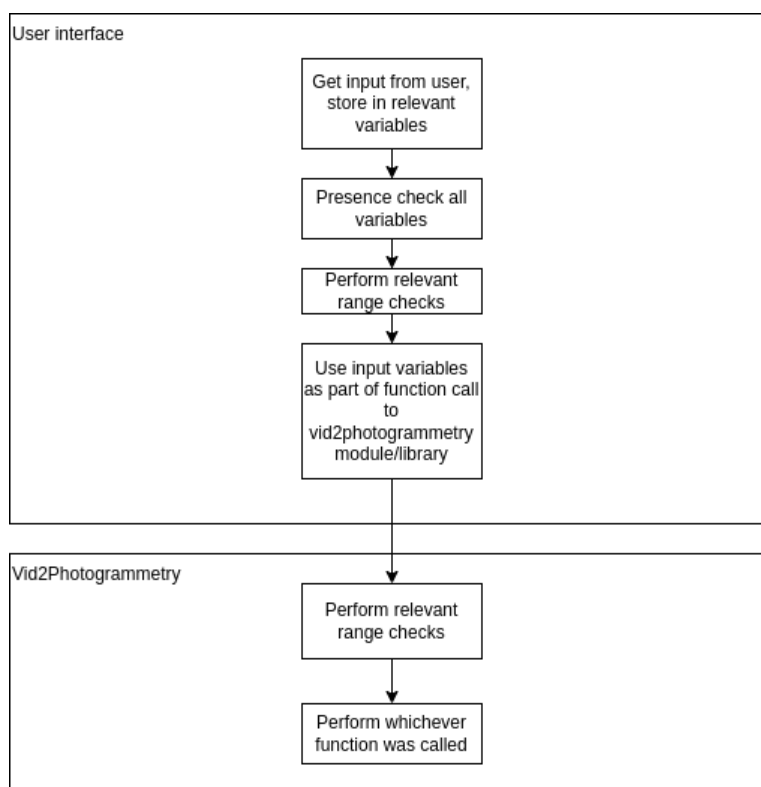 User interface
Get input from user,
store in relevant
variables
Presence check all
variables
Perform relevant
range checks
Use input variables
as part of function call
to
vid2photogrammetry
module/library
Vid2Photogrammetry
Perform relevant
range checks
Perform whichever
function was called